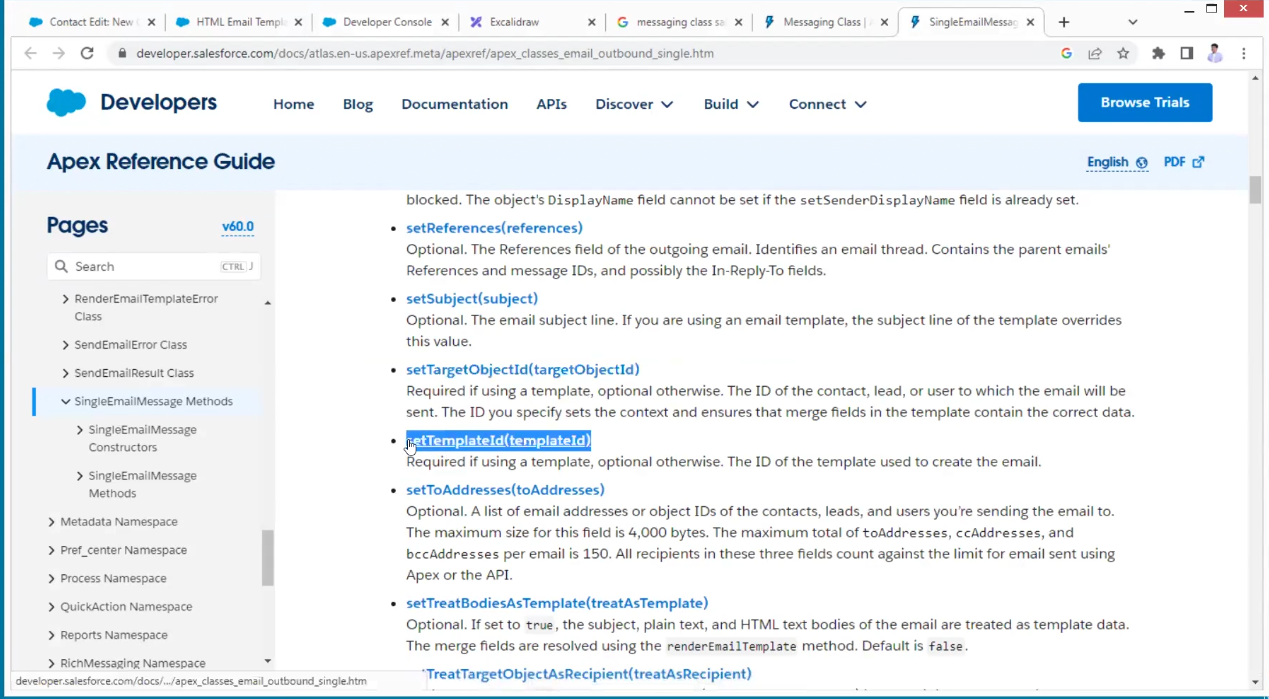 Contact Edit: New C
HTML Email Templ
Developer Console
Excalidraw
messaging class sa
Messaging Class |
SingleEmailMessag
developer.salesforce.com/docs/atlas.en-us.apexref.meta/apexref/apex_classes_email_outbound_single.htm
Developers
Home
Blog
Documentation
APIs
Discover
Build
Connect
Browse Trials
Apex Reference Guide
English
PDF
Pages
v60.0
Search
CTRL J
RenderEmailTemplateError
Class
SendEmailError Class
SendEmailResult Class
SingleEmailMessage Methods
SingleEmailMessage
Constructors
SingleEmailMessage
Methods
Metadata Namespace
Pref_center Namespace
Process Namespace
QuickAction Namespace
Reports Namespace
RichMessaging Namespace
blocked. The object's DisplayName field cannot be set if the setSenderDisplayName field is already set.
setReferences(references)
Optional. The References field of the outgoing email. Identifies an email thread. Contains the parent emails'
References and message IDs, and possibly the In-Reply-To fields.
setSubject(subject)
Optional. The email subject line. If you are using an email template, the subject line of the template overrides
this value.
setTargetObjectId(targetObjectId)
Required if using a template, optional otherwise. The ID of the contact, lead, or user to which the email will be
sent. The ID you specify sets the context and ensures that merge fields in the template contain the correct data.
setTemplateId(templateId)
Required if using a template, optional otherwise. The ID of the template used to create the email.
setToAddresses(toAddresses)
Optional. A list of email addresses or object IDs of the contacts, leads, and users you're sending the email to.
The maximum size for this field is 4,000 bytes. The maximum total of toAddresses, ccAddresses, and
bccAddresses per email is 150. All recipients in these three fields count against the limit for email sent using
Apex or the API.
setTreatBodiesAsTemplate(treatAsTemplate)
Optional. If set to true, the subject, plain text, and HTML text bodies of the email are treated as template data.
The merge fields are resolved using the renderEmailTemplate method. Default is false.
TreatTargetObjectAsRecipient(treatAsRecipient)
developer.salesforce.com/docs/.../apex_classes_email_outbound_single.htm